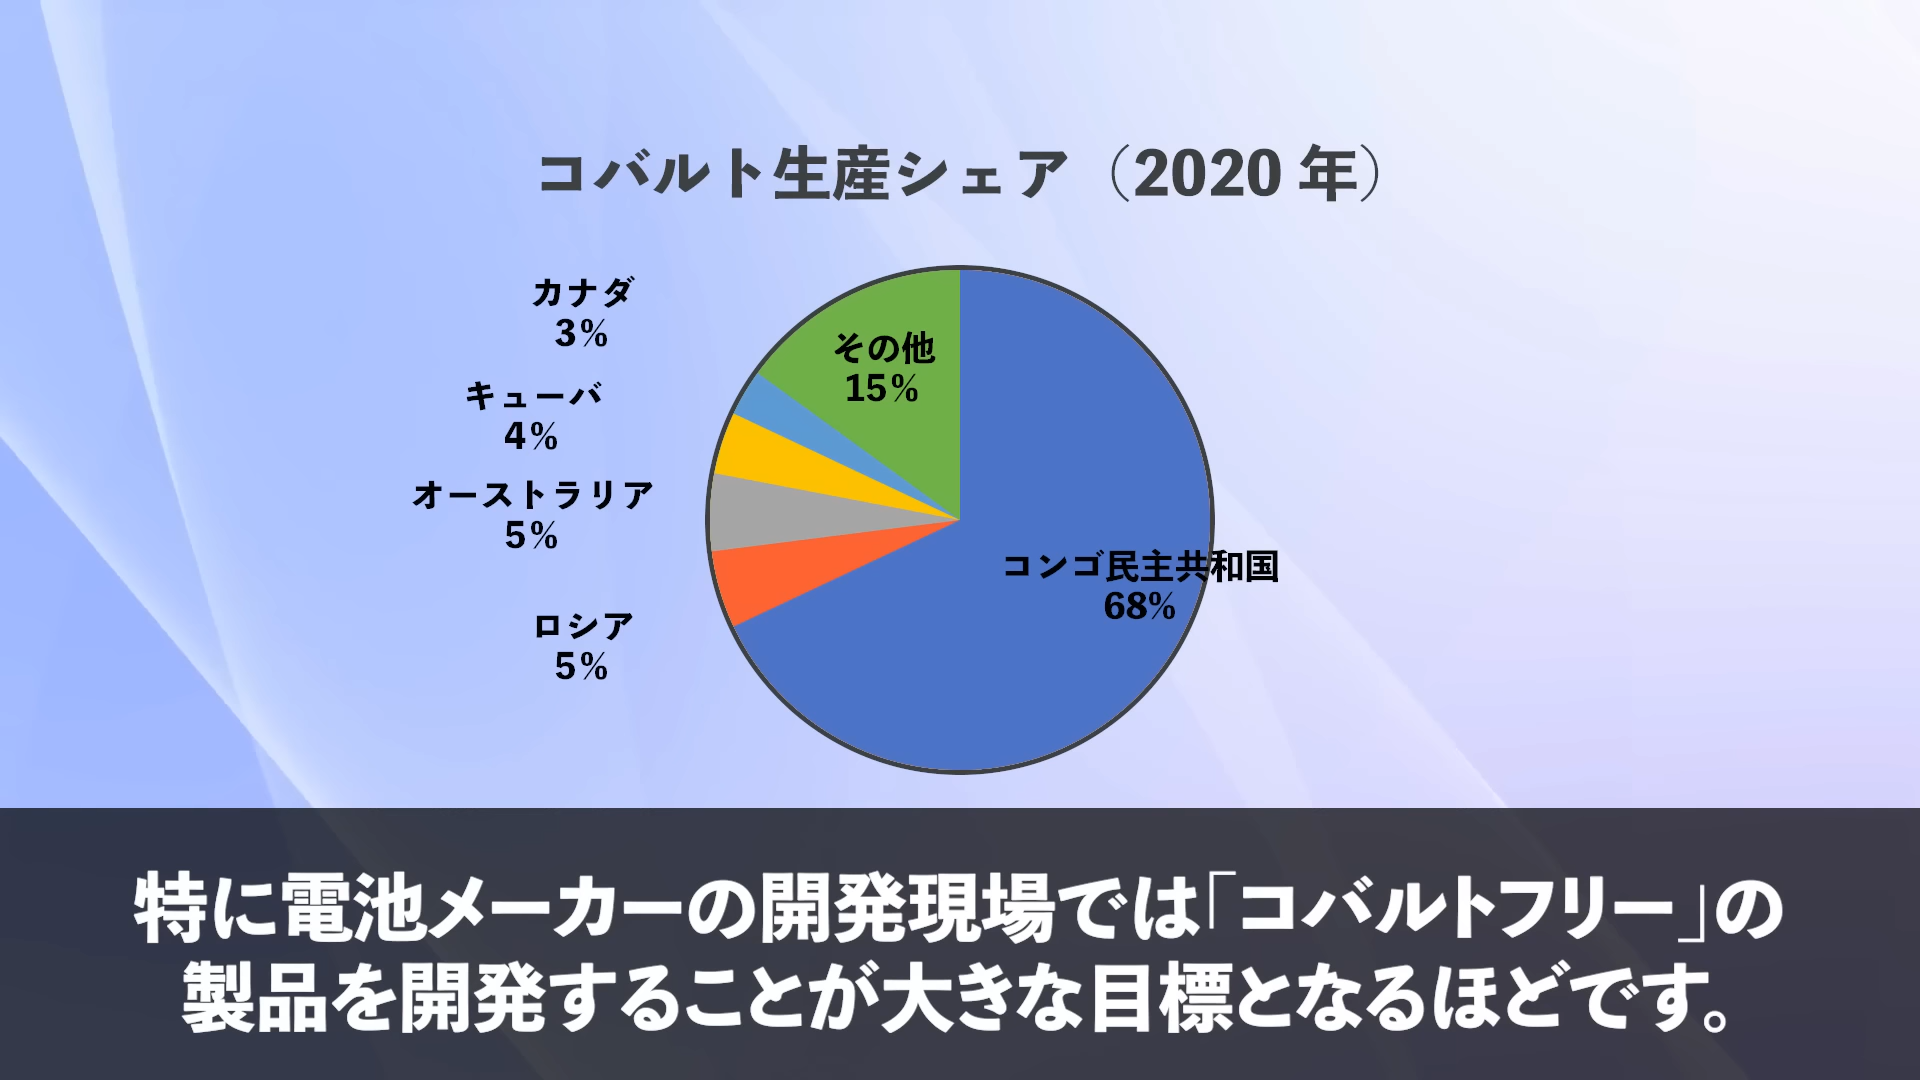 コバルト生産シェア（2020 年）
カナダ
3%
キューバ
4%
オーストラリア
5%
ロシア
5%
その他
15%
コンゴ民主共和国
68%
特に電池メーカーの開発現場では「コバルトフリー」の
製品を開発することが大きな目標となるほどです。